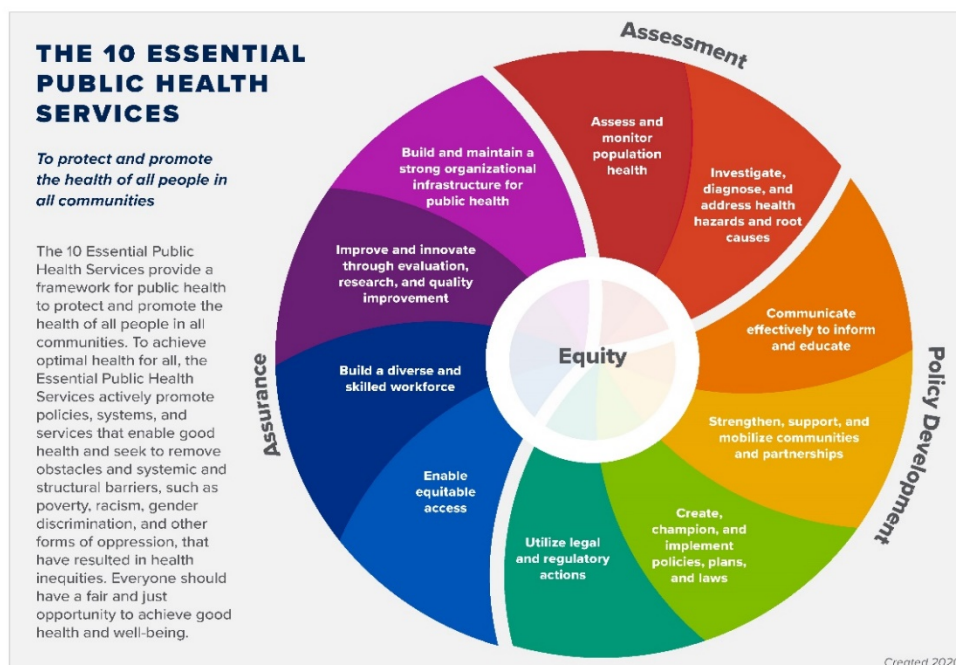 THE 10 ESSENTIAL
PUBLIC HEALTH
SERVICES
To protect and promote
the health of all people in
all communities
The 10 Essential Public
Health Services provide a
framework for public health
to protect and promote the
health of all people in all
communities. To achieve
optimal health for all, the
Essential Public Health
Services actively promote
policies, systems, and
services that enable good
health and seek to remove
obstacles and systemic and
structural barriers, such as
poverty, racism, gender
discrimination, and other
forms of oppression, that
have resulted in health
inequities. Everyone should
have a fair and just
opportunity to achieve good
health and well-being.
Assessment
Assess and
monitor
population
health
Investigate,
diagnose, and
address health
hazards and root
causes
Policy Development
Communicate
effectively to inform
and educate
Strengthen, support, and
mobilize communities
and partnerships
Create,
champion, and
implement
policies, plans,
and laws
Utilize legal
and regulatory
actions
Assurance
Enable
equitable
access
Build a diverse and
skilled workforce
Improve and innovate
through evaluation,
research, and quality
improvement
Build and maintain a
strong organizational
infrastructure for
public health
Equity
Created 2020